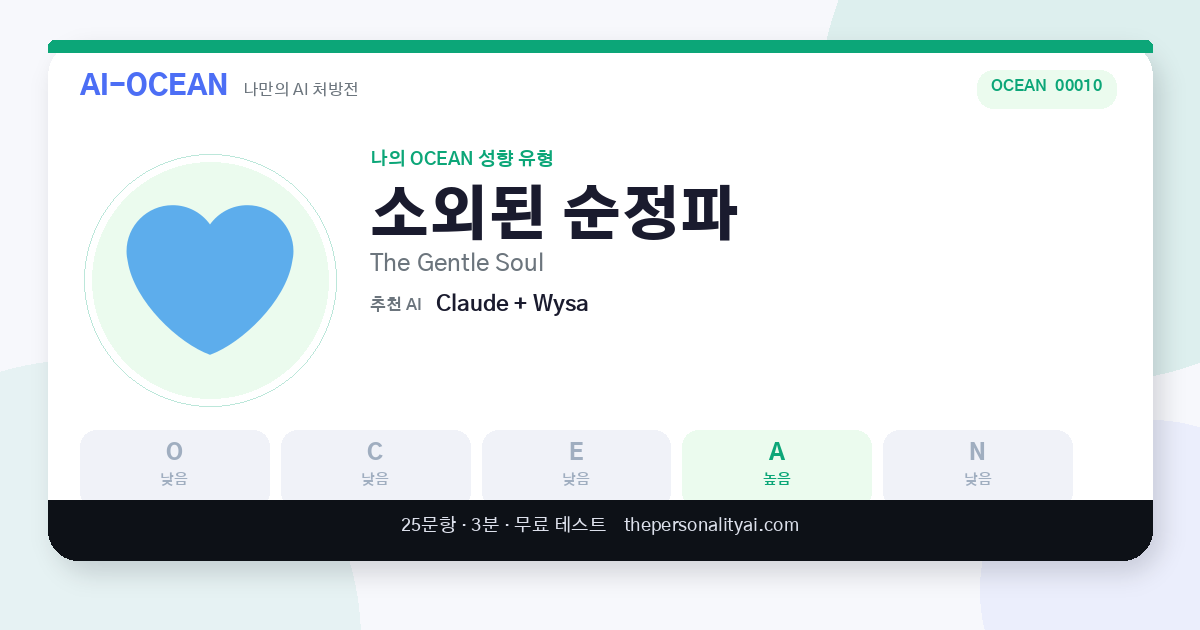 AI-OCEAN 나만의 AI 처방전
OCEAN 00010
나의 OCEAN 성향 유형
소외된 순정파
The Gentle Soul
추천 AI Claude + Wysa
O C E A N
낮음 낮음 낮음 높음 낮음
25문항 · 3분 · 무료 테스트 thepersonalityai.com